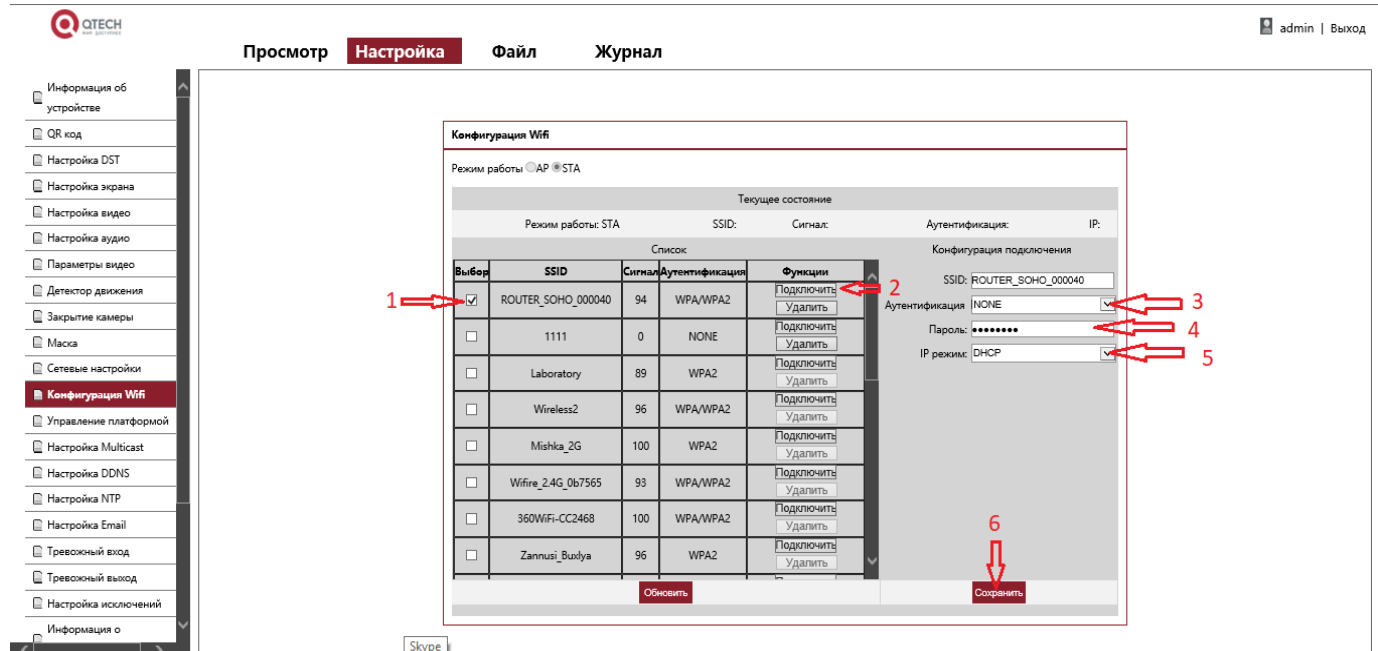 QTECH
МИР ДОСТУПНЕЕ
admin | Выход
Просмотр Настройка Файл Журнал
Информация об
устройстве
QR код
Настройка DST
Настройка экрана
Настройка видео
Настройка аудио
Параметры видео
Детектор движения
Закрытие камеры
Маска
Сетевые настройки
Конфигурация Wifi
Управление платформой
Настройка Multicast
Настройка DDNS
Настройка NTP
Настройка Email
Тревожный вход
Тревожный выход
Настройка исключений
Информация о
Конфигурация Wifi
Режим работы AP STA
Текущее состояние
Режим работы: STA SSID: Сигнал: Аутентификация: IP:
Список
Выбор SSID Сигнал Аутентификация Функции
1 ROUTER_SOHO_000040 94 WPA/WPA2 Подключить 2
Удалить
1111 0 NONE Подключить
Удалить
Laboratory 89 WPA2 Подключить
Удалить
Wireless2 96 WPA/WPA2 Подключить
Удалить
Mishka_2G 100 WPA2 Подключить
Удалить
Wifire_2.4G_0b7565 93 WPA/WPA2 Подключить
Удалить
360WiFi-CC2468 100 WPA/WPA2 Подключить
Удалить
Zannusi_Buxlya 96 WPA2 Подключить
Удалить
Обновить
Конфигурация подключения
SSID: ROUTER_SOHO_000040
Аутентификация NONE 3
Пароль: •••••••• 4
IP режим: DHCP 5
6
Сохранить
Skype